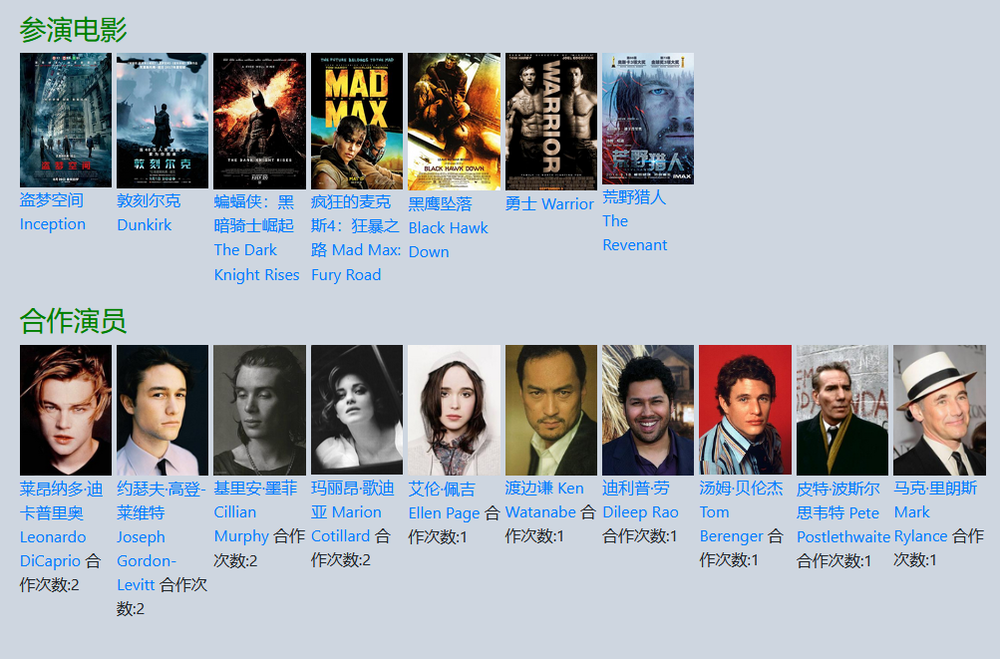 参演电影
MAD
MAX
WARRIOR
THE DARK KNIGHT RISES
BLACK HAWK DOWN
盗梦空间
敦刻尔克
荒野猎人
IMAX
盗梦空间
Inception
敦刻尔克
Dunkirk
蝙蝠侠：黑
暗骑士崛起
The Dark
Knight Rises
疯狂的麦克
斯4：狂暴之
路 Mad Max:
Fury Road
黑鹰坠落
Black Hawk
Down
勇士 Warrior
荒野猎人
The
Revenant
合作演员
莱昂纳多·迪
卡普里奥
Leonardo
DiCaprio 合
作次数:2
约瑟夫·高登-
莱维特
Joseph
Gordon-
Levitt 合作次
数:2
基里安·墨菲
Cillian
Murphy 合作
次数:2
玛丽昂·歌迪
亚 Marion
Cotillard 合
作次数:2
艾伦·佩吉
Ellen Page 合
作次数:1
渡边谦 Ken
Watanabe 合
作次数:1
迪利普·劳
Dileep Rao
合作次数:1
汤姆·贝伦杰
Tom
Berenger 合
作次数:1
皮特·波斯尔
思韦特 Pete
Postlethwaite
合作次数:1
马克·里朗斯
Mark
Rylance 合作
次数:1